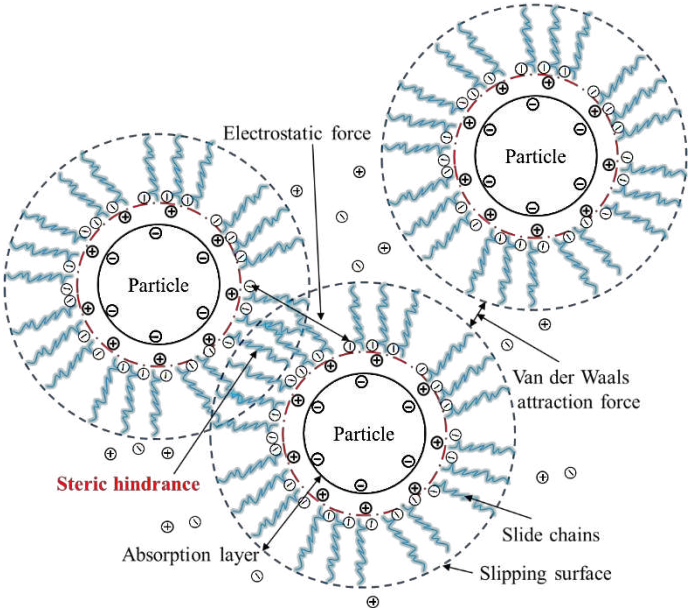 Electrostatic force
Particle
Particle
Van der Waals
attraction force
Particle
Steric hindrance
Slide chains
Absorption layer
Slipping surface